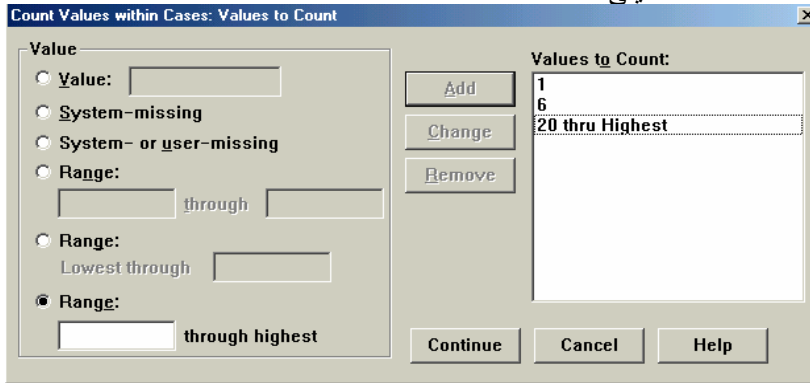 Count Values within Cases: Values to Count
Value
Value:
System-missing
System- or user-missing
Range:
through
Range:
Lowest through
Range:
through highest
Add
Change
Remove
Values to Count:
1
6
20 thru Highest
Continue Cancel Help